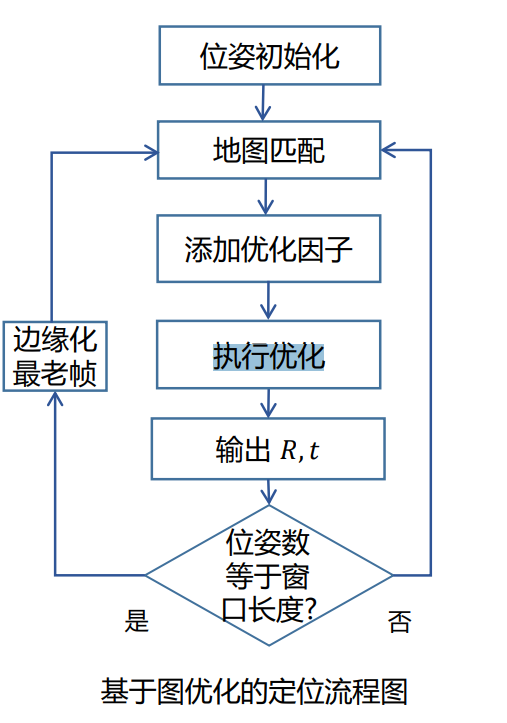 位姿初始化
地图匹配
添加优化因子
执行优化
边缘化
最老帧
输出 R, t
位姿数
等于窗
口长度?
是
否
基于图优化的定位流程图